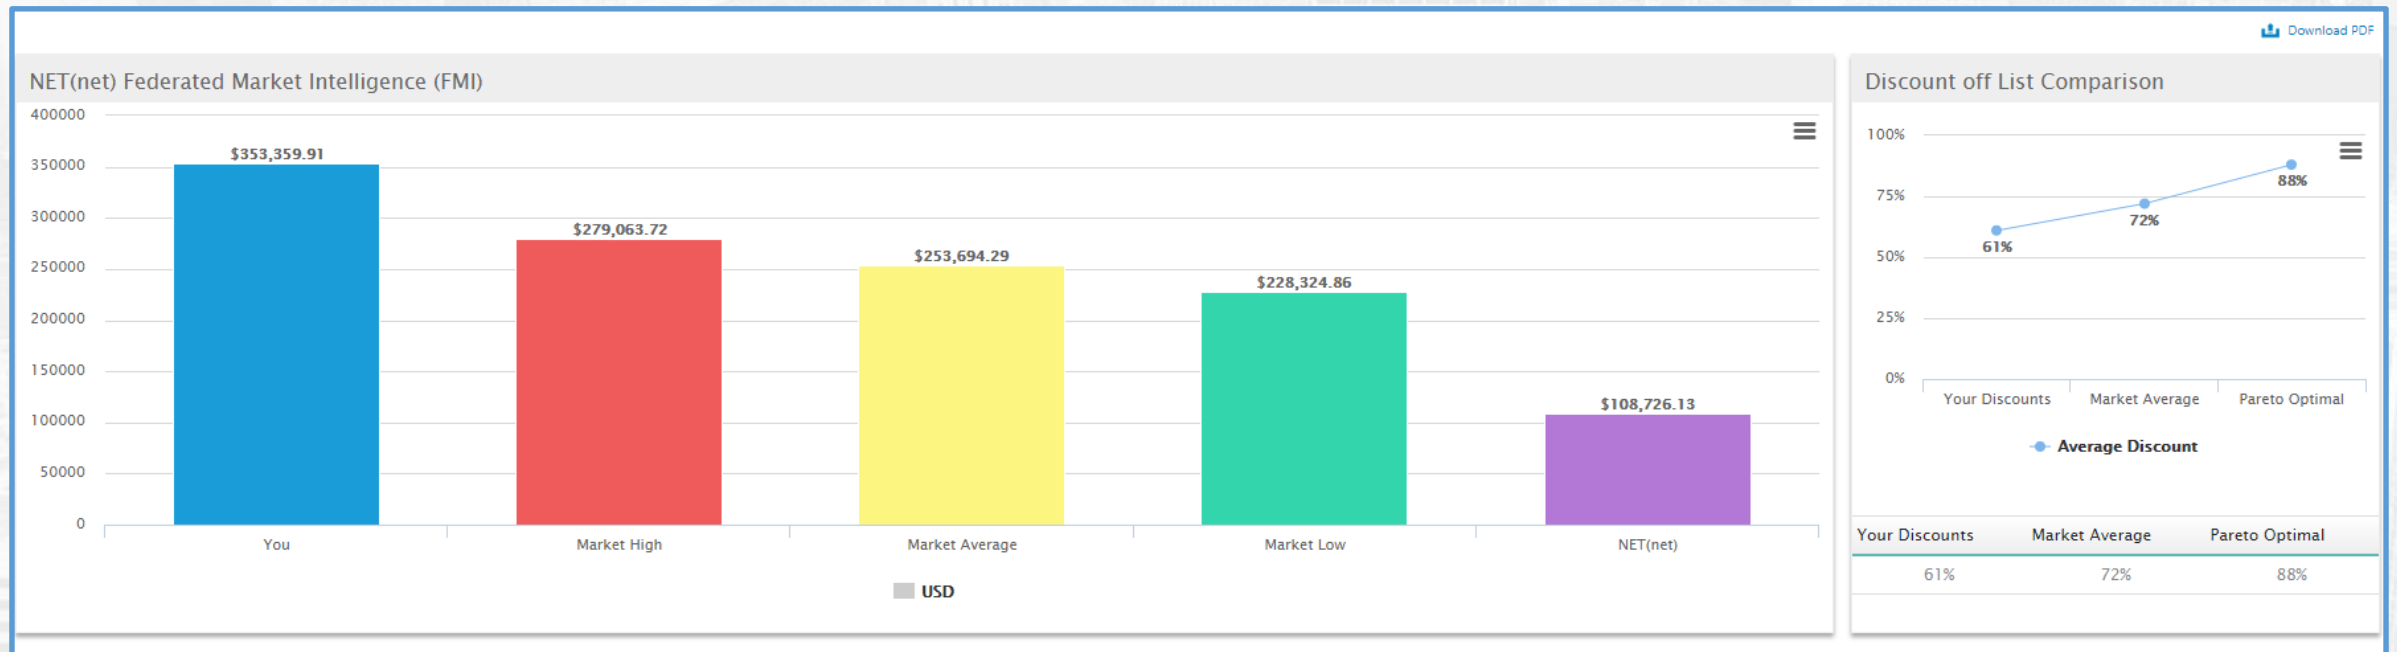 Download PDF
NET(net) Federated Market Intelligence (FMI)
400000
350000
300000
250000
200000
150000
100000
50000
0
$353,359.91
$279,063.72
$253,694.29
$228,324.86
$108,726.13
You
Market High
Market Average
Market Low
NET(net)
USD
Discount off List Comparison
100%
75%
50%
25%
0%
61%
72%
88%
Your Discounts
Market Average
Pareto Optimal
Average Discount
Your Discounts Market Average Pareto Optimal
61% 72% 88%